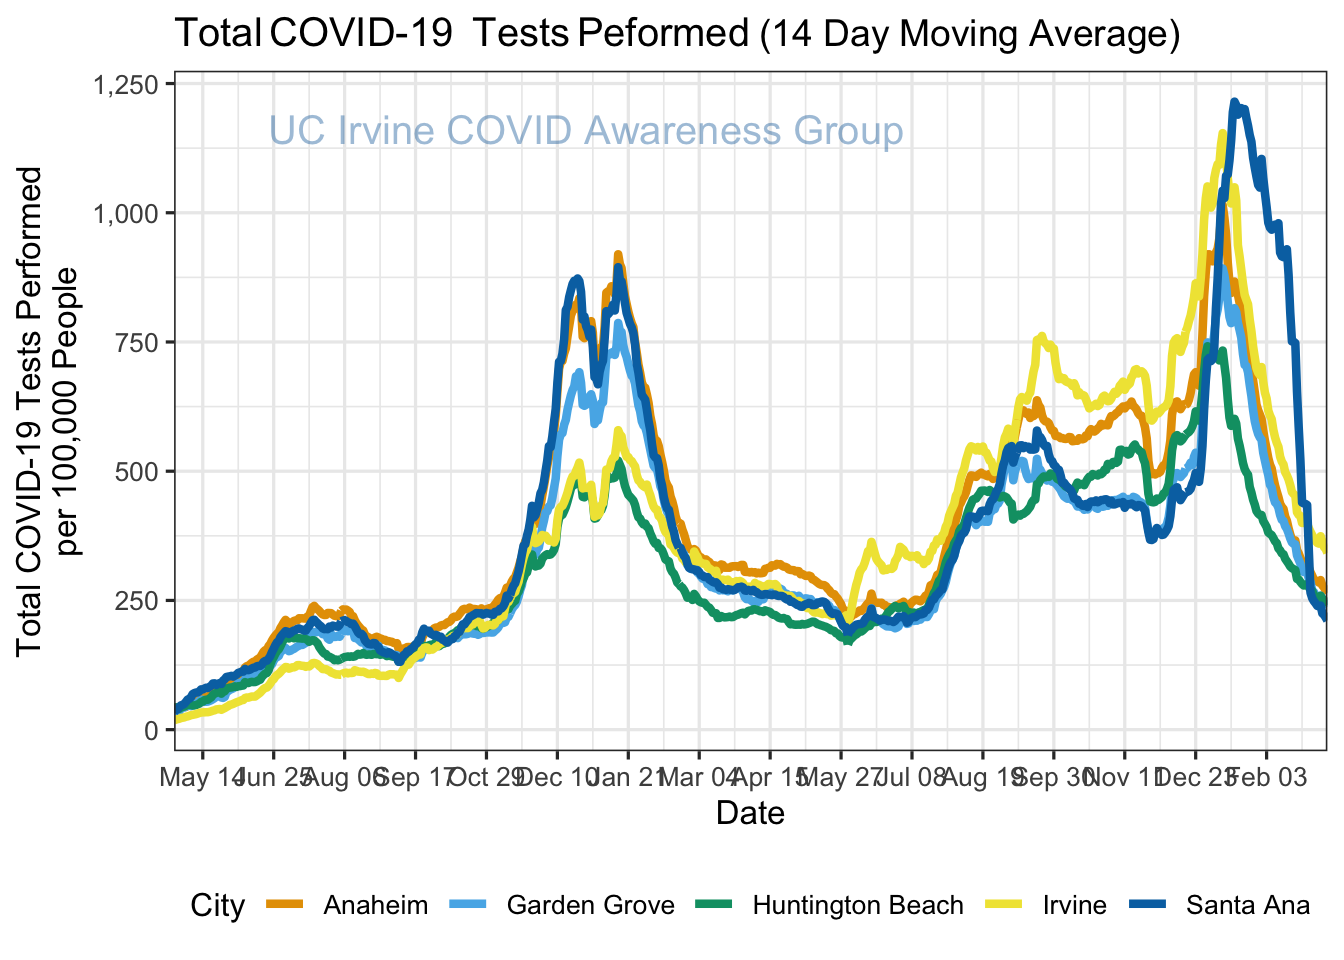 Total COVID-19 Tests Peformed (14 Day Moving Average)
UC Irvine COVID Awareness Group
Total COVID-19 Tests Performed
per 100,000 People
1,250
1,000
750
500
250
0
May 14 Jun 25 Aug 06 Sep 17 Oct 29 Dec 10 Jan 21 Mar 04 Apr 15 May 27 Jul 08 Aug 19 Sep 30 Nov 11 Dec 23 Feb 03
Date
City Anaheim Garden Grove Huntington Beach Irvine Santa Ana